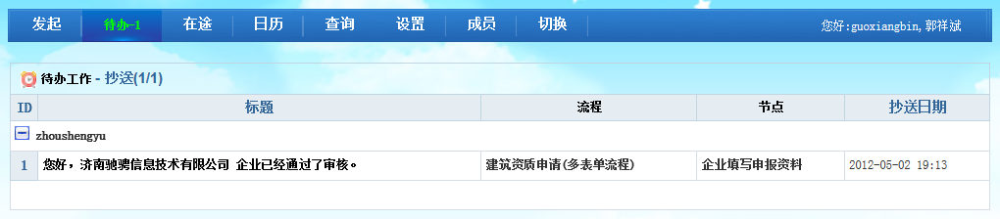 发起 待办-1 在途 日历 查询 设置 成员 切换 您好:guoxiangbin,郭祥斌
待办工作 - 抄送(1/1)
ID 标题 流程 节点 抄送日期
zhoushengyu
1 您好，济南驰骋信息技术有限公司 企业已经通过了审核。 建筑资质申请(多表单流程) 企业填写申报资料 2012-05-02 19:13